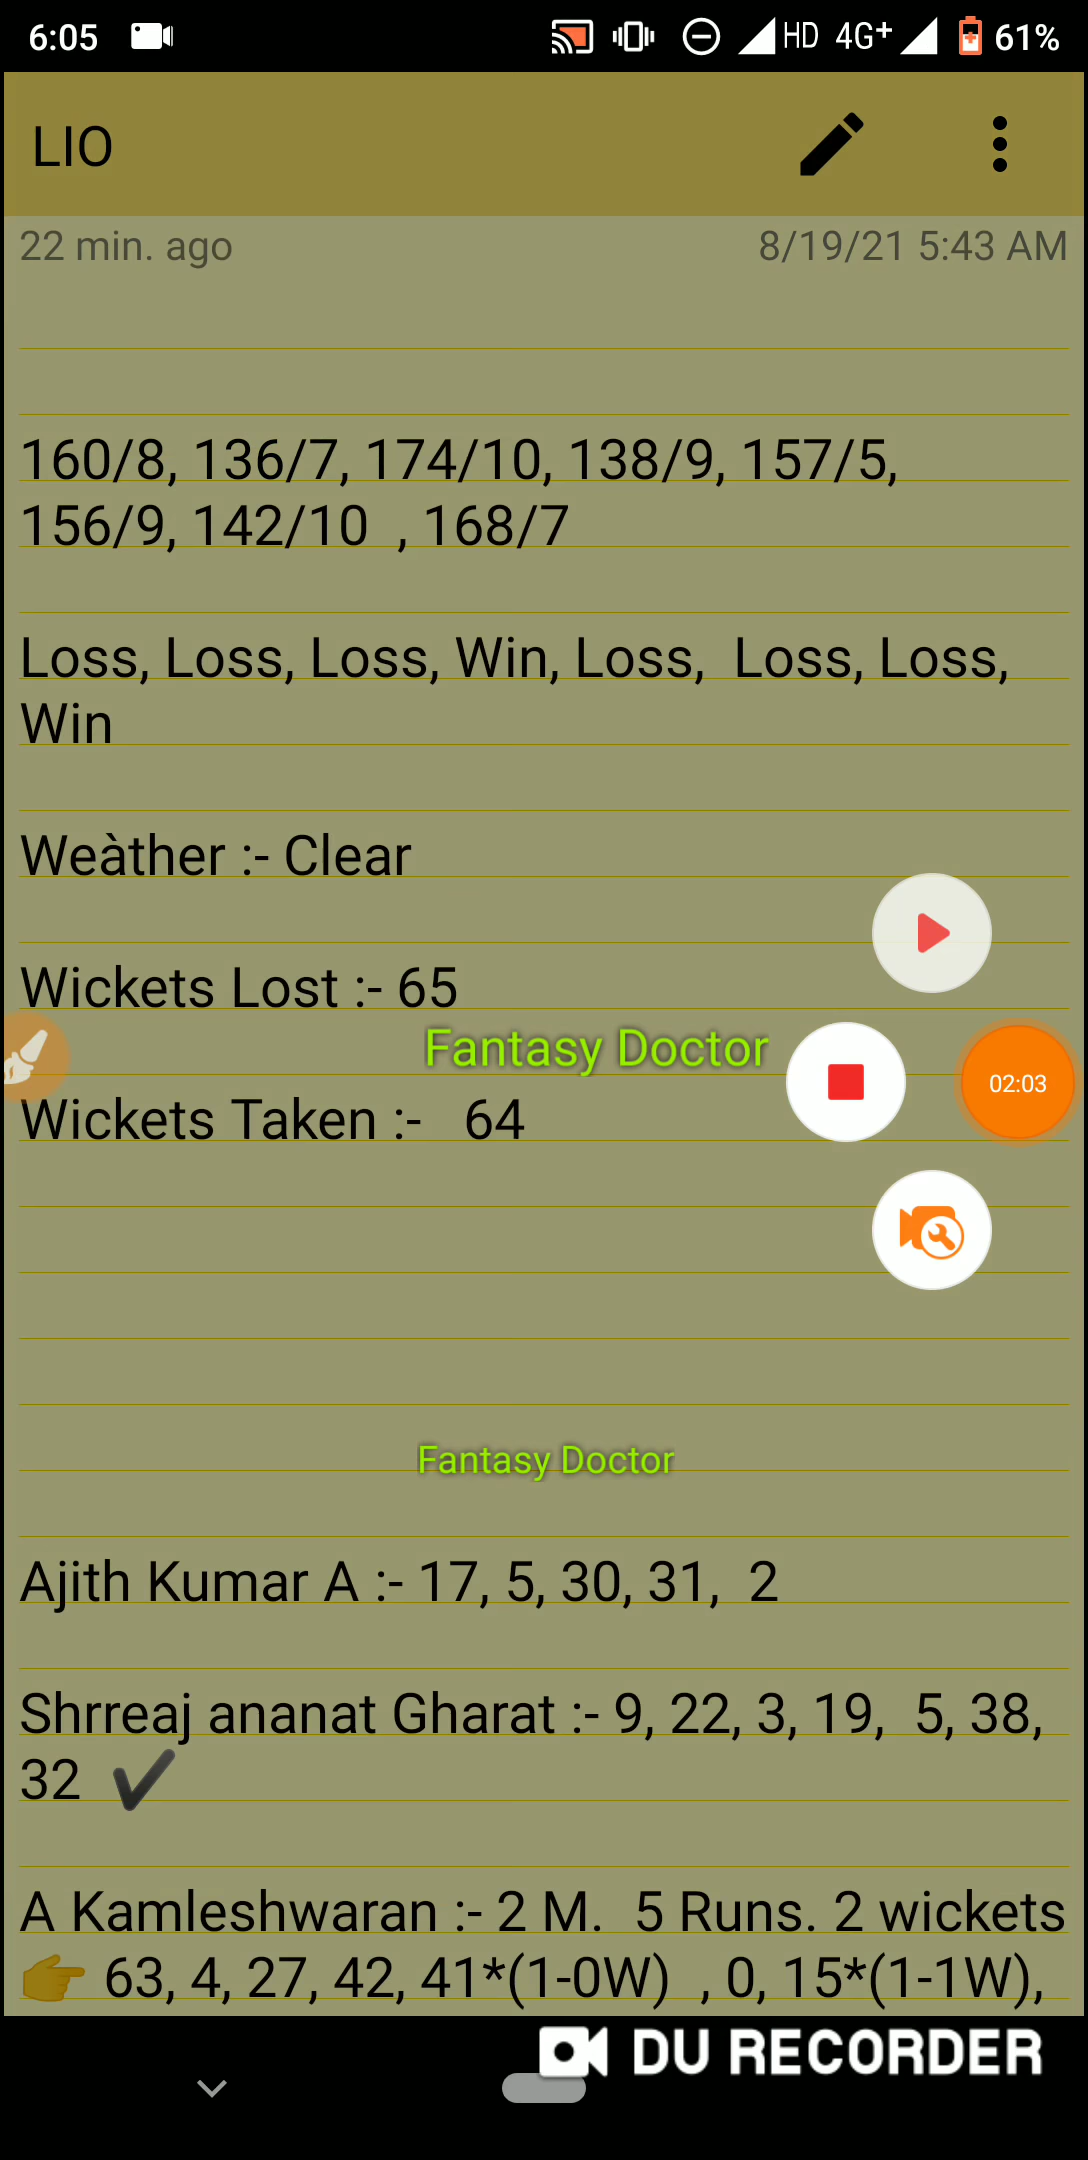 6:05 HD 4G+ 61%
LIO
22 min. ago 8/19/21 5:43 AM
160/8, 136/7, 174/10, 138/9, 157/5,
156/9, 142/10  , 168/7
Loss, Loss, Loss, Win, Loss,  Loss, Loss,
Win
Weàther :- Clear
Wickets Lost :- 65
Fantasy Doctor
02:03
Wickets Taken :-   64
Fantasy Doctor
Ajith Kumar A :- 17, 5, 30, 31,  2
Shrreaj ananat Gharat :- 9, 22, 3, 19,  5, 38,
32 ✔
A Kamleshwaran :- 2 M.  5 Runs. 2 wickets
👉 63, 4, 27, 42, 41*(1-0W)  , 0, 15*(1-1W),
DU RECORDER